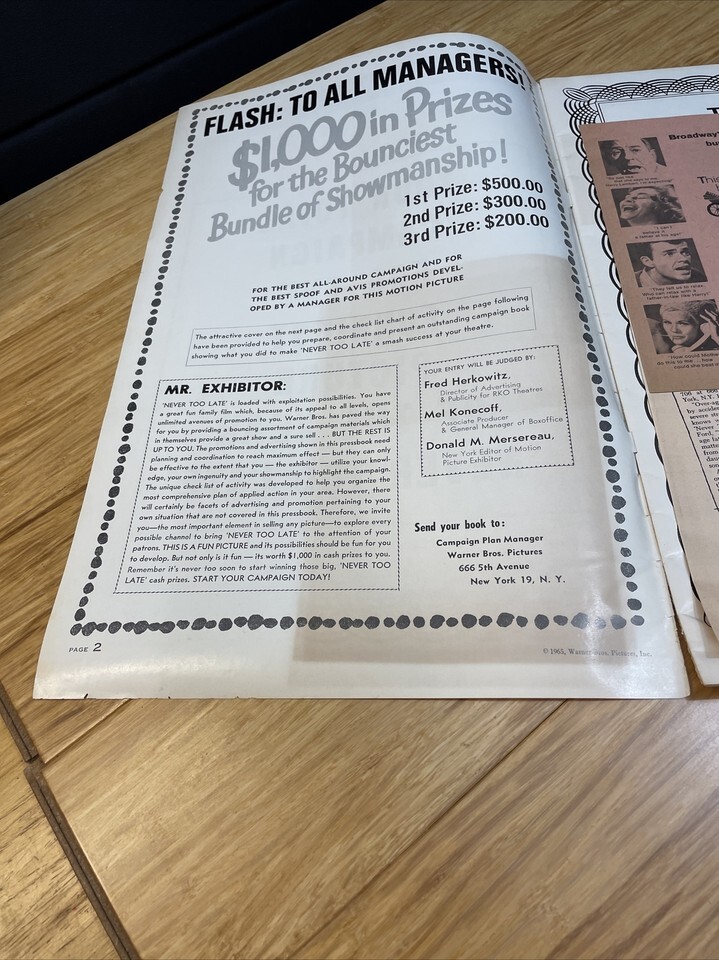 FLASH: TO ALL MANAGERS!
$1,000 in Prizes
for the Bounciest
Bundle of Showmanship!
1st Prize: $500.00
2nd Prize: $300.00
3rd Prize: $200.00
FOR THE BEST ALL-AROUND CAMPAIGN AND FOR
THE BEST SPOOF AND AVIS PROMOTIONS DEVEL-
OPED BY A MANAGER FOR THIS MOTION PICTURE
The attractive cover on the next page and the check list chart of activity on the page following
have been provided to help you prepare, coordinate and present an outstanding campaign book
showing what you did to make 'NEVER TOO LATE' a smash success at your theatre.
MR. EXHIBITOR:
'NEVER TOO LATE' is loaded with exploitation possibilities. You have
a great fun family film which, because of its appeal to all levels, opens
unlimited avenues of promotion to you. Warner Bros. has paved the way
for you by providing a bouncing assortment of campaign materials which
in themselves provide a great show and a sure sell . . . BUT THE REST IS
UP TO YOU. The promotions and advertising shown in this pressbook need
planning and coordination to reach maximum effect — but they can only
be effective to the extent that you — the exhibitor — utilize your knowl-
edge, your own ingenuity and your showmanship to highlight the campaign.
The unique check list of activity was developed to help you organize the
most comprehensive plan of applied action in your area. However, there
will certainly be facets of advertising and promotion pertaining to your
own situation that are not covered in this pressbook. Therefore, we invite
you—the most important element in selling any picture—to explore every
possible channel to bring 'NEVER TOO LATE' to the attention of your
patrons. THIS IS A FUN PICTURE and its possibilities should be fun for you
to develop. But not only is it fun — its worth $1,000 in cash prizes to you.
Remember it's never too soon to start winning those big, 'NEVER TOO
LATE' cash prizes. START YOUR CAMPAIGN TODAY!
YOUR ENTRY WILL BE JUDGED BY:
Fred Herkowitz,
Director of Advertising
& Publicity for RKO Theatres
Mel Konecoff,
Associate Producer
& General Manager of Boxoffice
Donald M. Mersereau,
New York Editor of Motion
Picture Exhibitor
Send your book to:
Campaign Plan Manager
Warner Bros. Pictures
666 5th Avenue
New York 19, N. Y.
PAGE 2
© 1965, Warner Bros. Pictures, Inc.
Broadway'